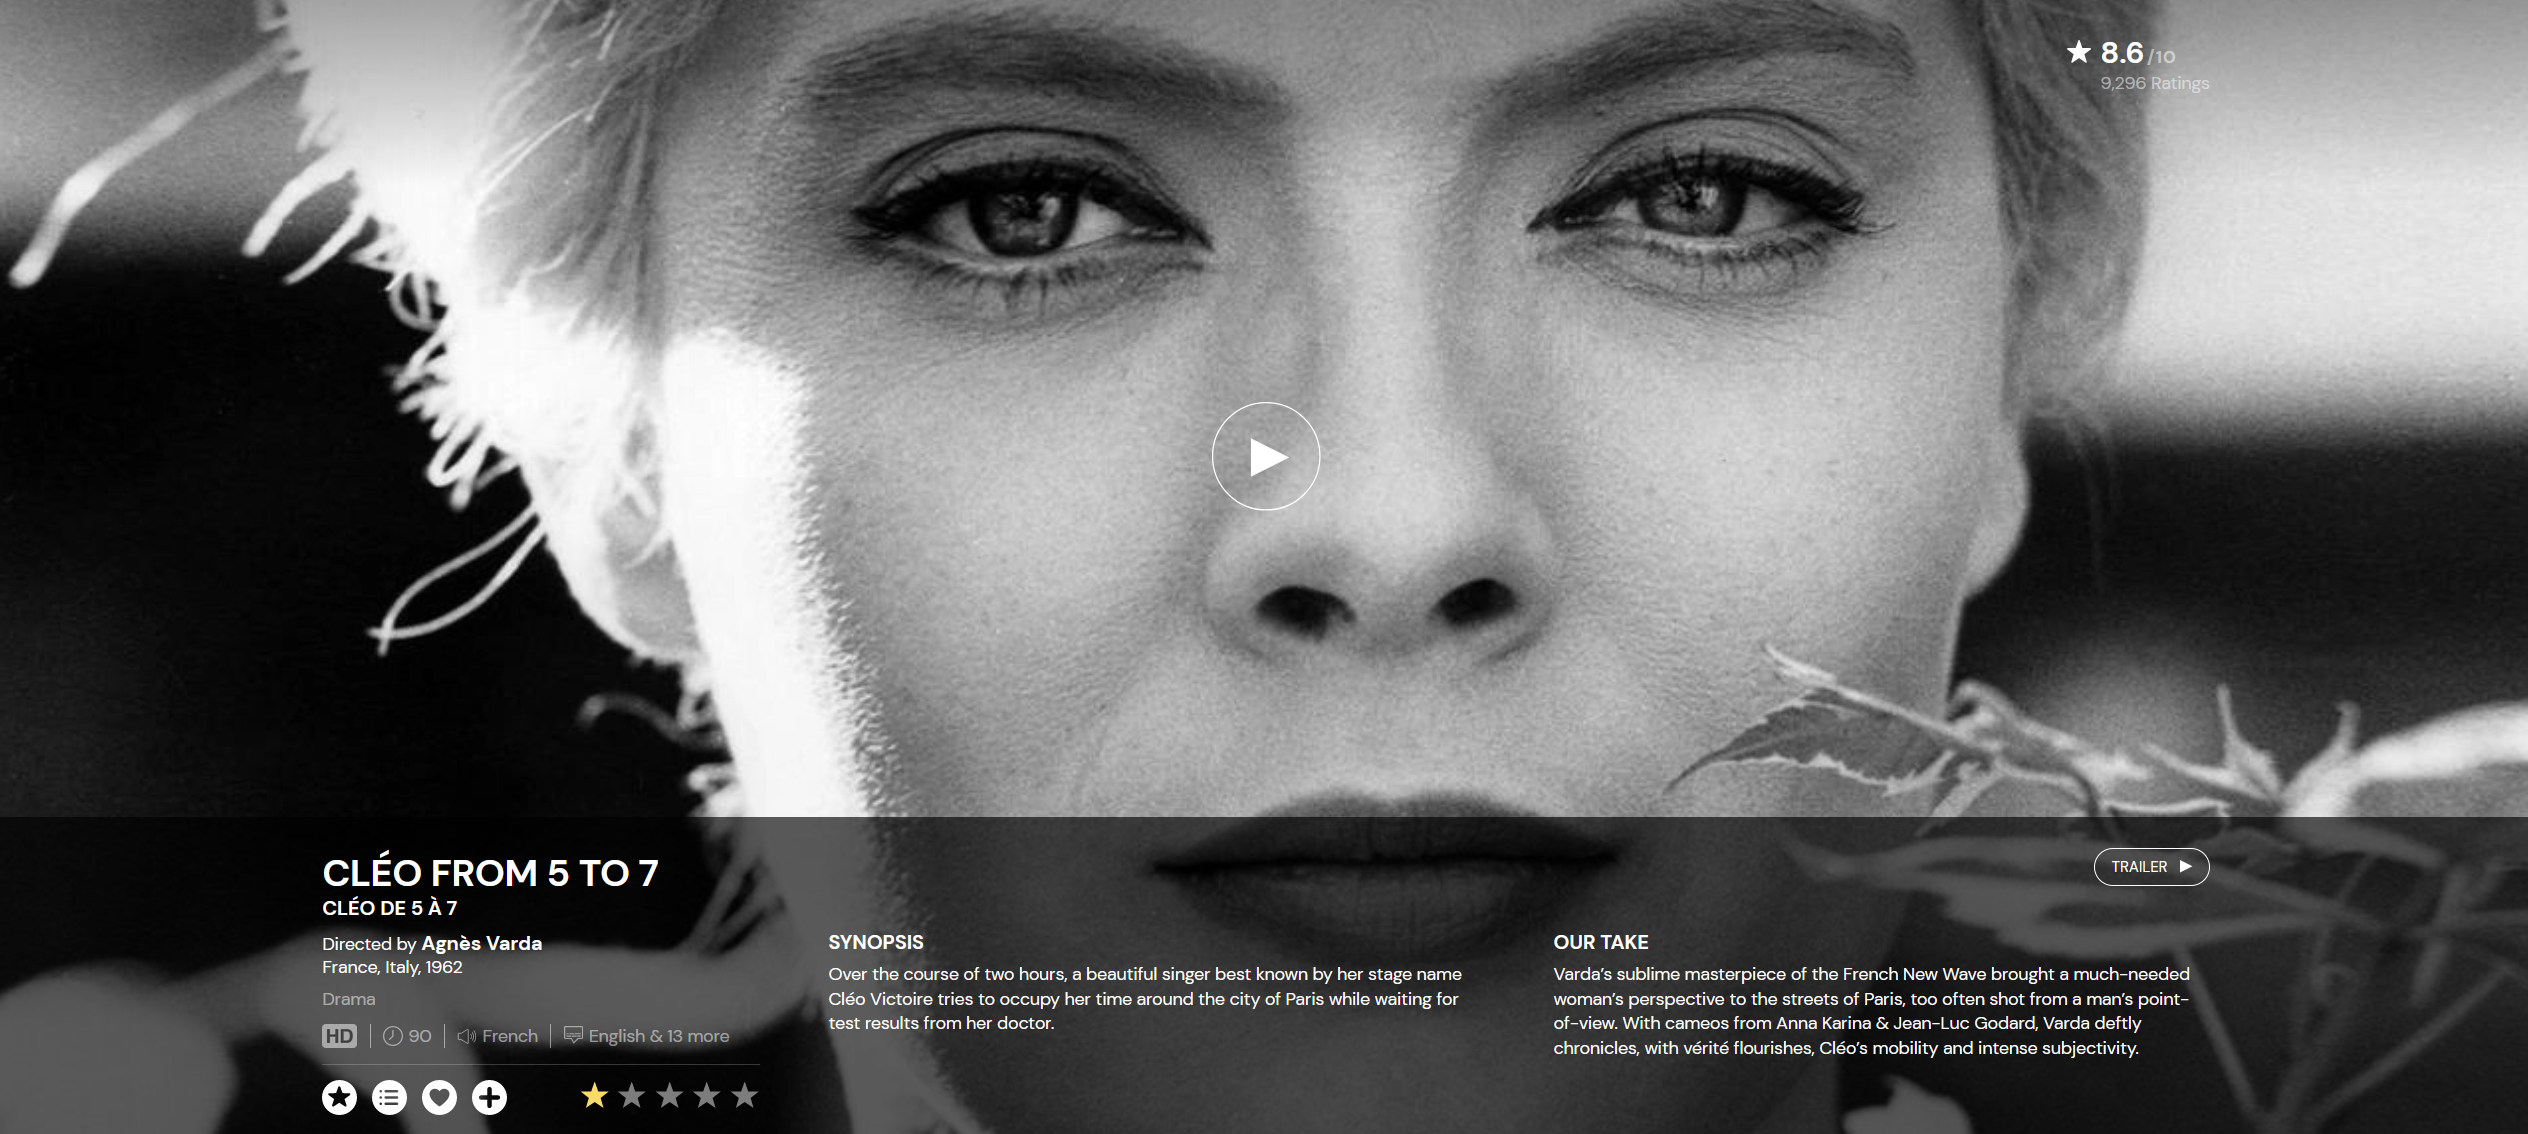 8.6/10
9,296 Ratings
CLÉO FROM 5 TO 7
CLÉO DE 5 À 7
TRAILER
Directed by Agnès Varda
France, Italy, 1962
Drama
HD 90 French English & 13 more
SYNOPSIS
Over the course of two hours, a beautiful singer best known by her stage name
Cléo Victoire tries to occupy her time around the city of Paris while waiting for
test results from her doctor.
OUR TAKE
Varda’s sublime masterpiece of the French New Wave brought a much-needed
woman’s perspective to the streets of Paris, too often shot from a man’s point-
of-view. With cameos from Anna Karina & Jean-Luc Godard, Varda deftly
chronicles, with vérité flourishes, Cléo’s mobility and intense subjectivity.